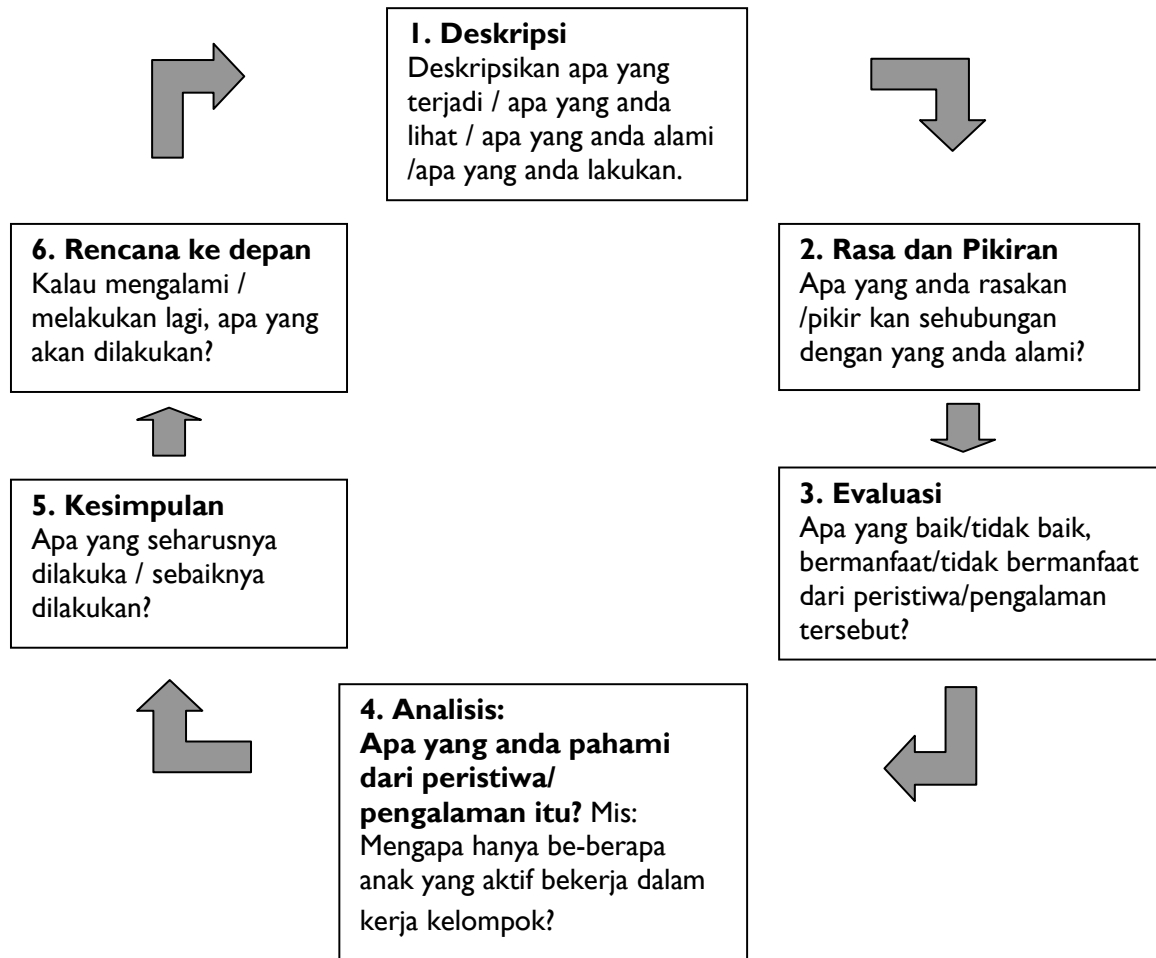 1. Deskripsi
Deskripsikan apa yang
terjadi / apa yang anda
lihat / apa yang anda alami
/apa yang anda lakukan.
2. Rasa dan Pikiran
Apa yang anda rasakan
/pikir kan sehubungan
dengan yang anda alami?
3. Evaluasi
Apa yang baik/tidak baik,
bermanfaat/tidak bermanfaat
dari peristiwa/pengalaman
tersebut?
4. Analisis:
Apa yang anda pahami
dari peristiwa/
pengalaman itu? Mis:
Mengapa hanya be-berapa
anak yang aktif bekerja dalam
kerja kelompok?
5. Kesimpulan
Apa yang seharusnya
dilakuka / sebaiknya
dilakukan?
6. Rencana ke depan
Kalau mengalami /
melakukan lagi, apa yang
akan dilakukan?